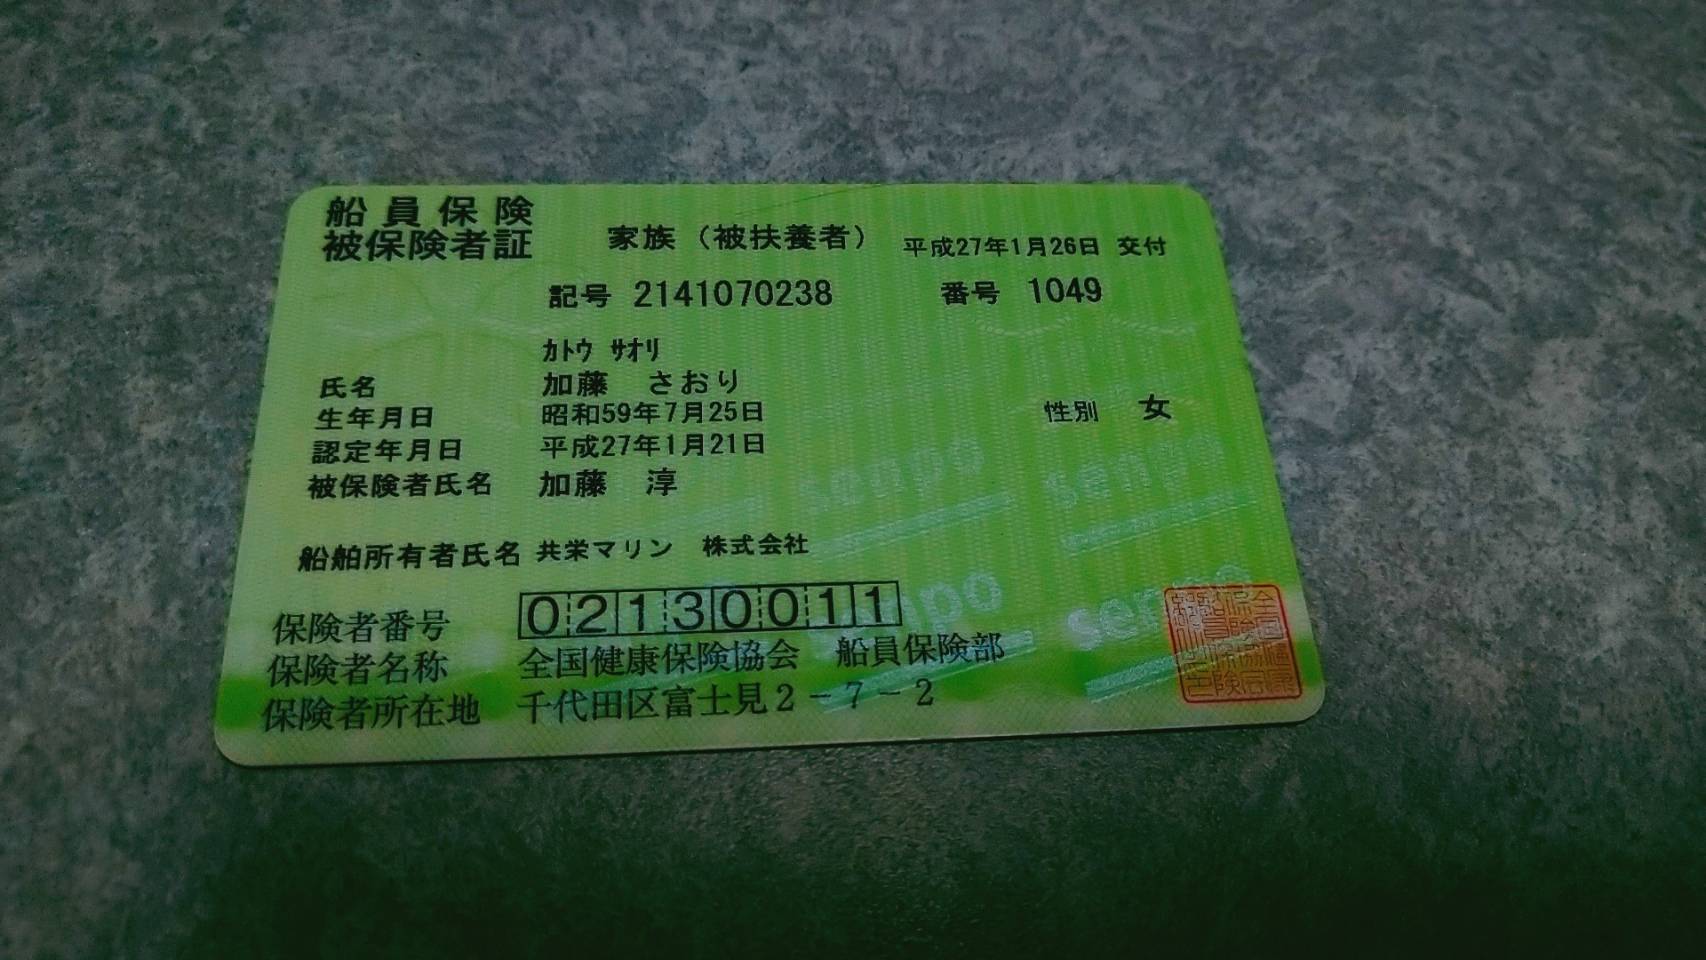 船員保険
被保険者証
家族（被扶養者） 平成27年1月26日 交付
記号 2141070238 番号 1049
カトウ サオリ
氏名 加藤 さおり
生年月日 昭和59年7月25日 性別 女
認定年月日 平成27年1月21日
被保険者氏名 加藤 淳
船舶所有者氏名 共栄マリン 株式会社
保険者番号 02130011
保険者名称 全国健康保険協会 船員保険部
保険者所在地 千代田区富士見2－7－2
senpo
senpo
senpo